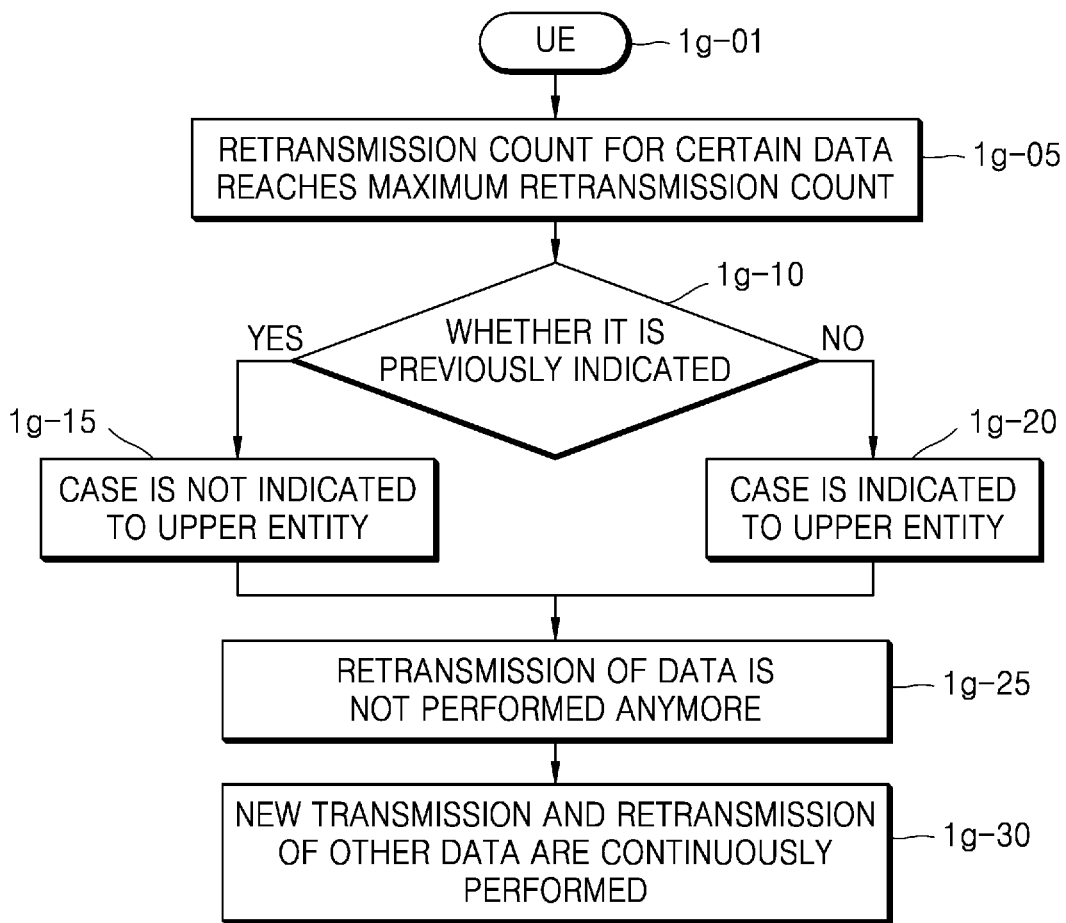 UE
1g-01
RETRANSMISSION COUNT FOR CERTAIN DATA
REACHES MAXIMUM RETRANSMISSION COUNT
1g-05
1g-10
WHETHER IT IS
PREVIOUSLY INDICATED
YES
NO
1g-15
1g-20
CASE IS NOT INDICATED
TO UPPER ENTITY
CASE IS INDICATED
TO UPPER ENTITY
RETRANSMISSION OF DATA IS
NOT PERFORMED ANYMORE
1g-25
NEW TRANSMISSION AND RETRANSMISSION
OF OTHER DATA ARE CONTINUOUSLY
PERFORMED
1g-30